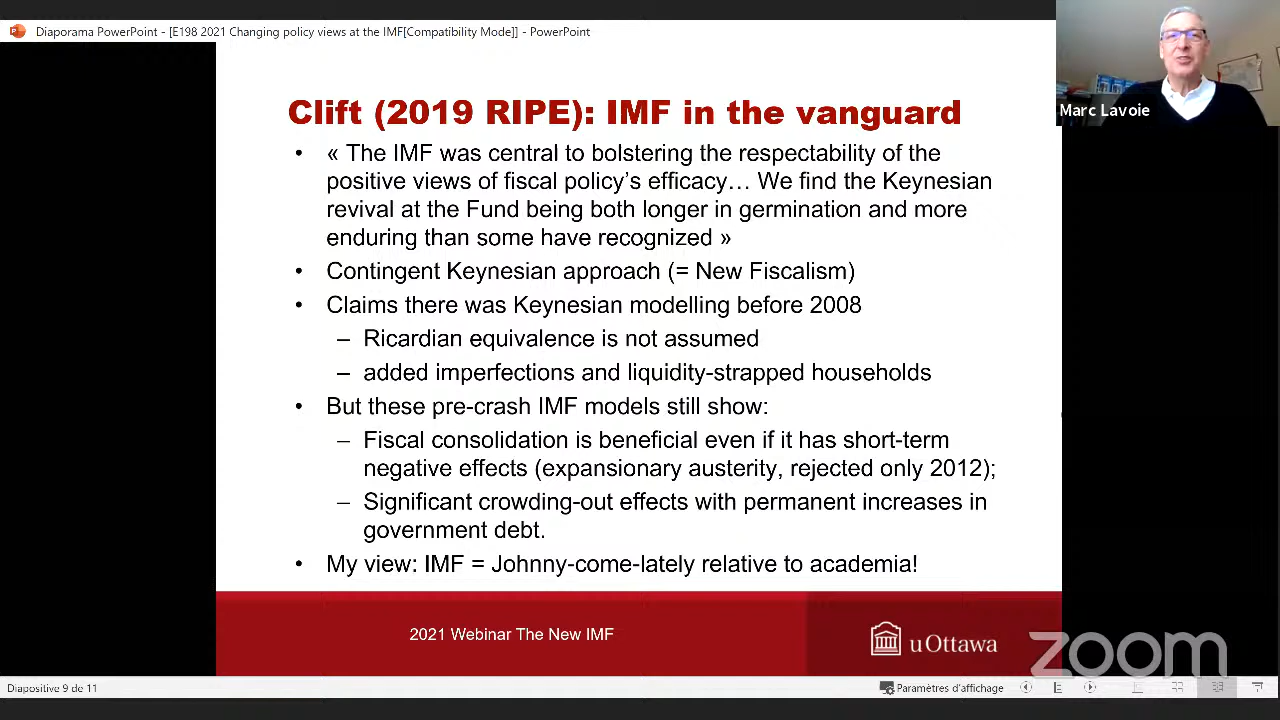 Diaporama PowerPoint - [E198 2021 Changing policy views at the IMF[Compatibility Mode]] - PowerPoint
Marc Lavoie
Clift (2019 RIPE): IMF in the vanguard
• « The IMF was central to bolstering the respectability of the
positive views of fiscal policy’s efficacy… We find the Keynesian
revival at the Fund being both longer in germination and more
enduring than some have recognized »
• Contingent Keynesian approach (= New Fiscalism)
• Claims there was Keynesian modelling before 2008
– Ricardian equivalence is not assumed
– added imperfections and liquidity-strapped households
• But these pre-crash IMF models still show:
– Fiscal consolidation is beneficial even if it has short-term
negative effects (expansionary austerity, rejected only 2012);
– Significant crowding-out effects with permanent increases in
government debt.
• My view: IMF = Johnny-come-lately relative to academia!
2021 Webinar The New IMF
uOttawa
zoom
Diapositive 9 de 11
Paramètres d'affichage